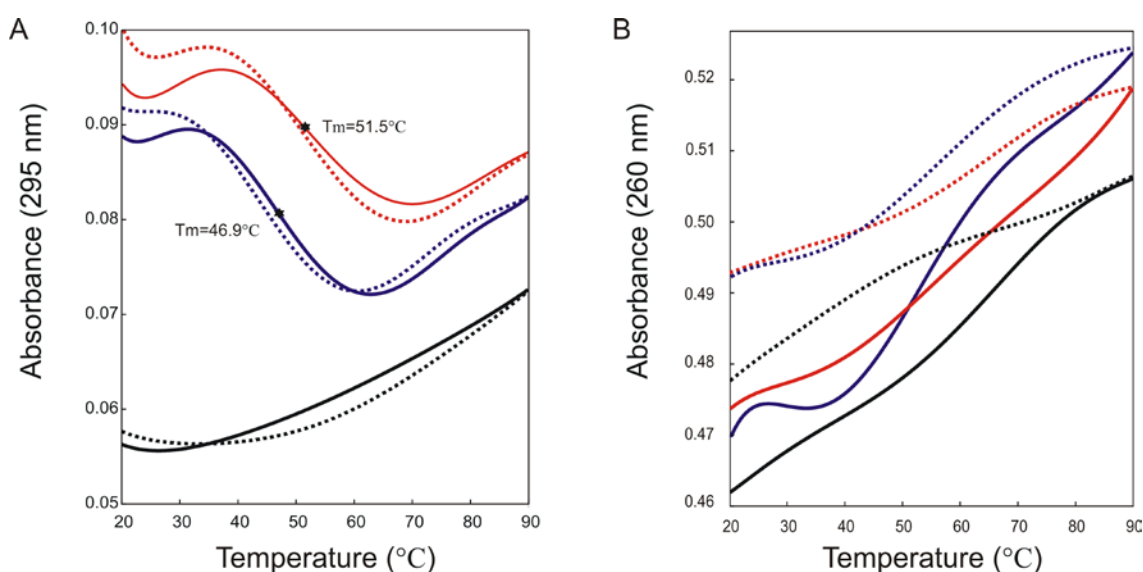 A
Absorbance (295 nm)
0.10
0.09
0.08
0.07
0.06
0.05
Tm=51.5°C
Tm=46.9°C
20 30 40 50 60 70 80 90
Temperature (°C)
B
Absorbance (260 nm)
0.52
0.51
0.50
0.49
0.48
0.47
0.46
20 30 40 50 60 70 80 90
Temperature (°C)